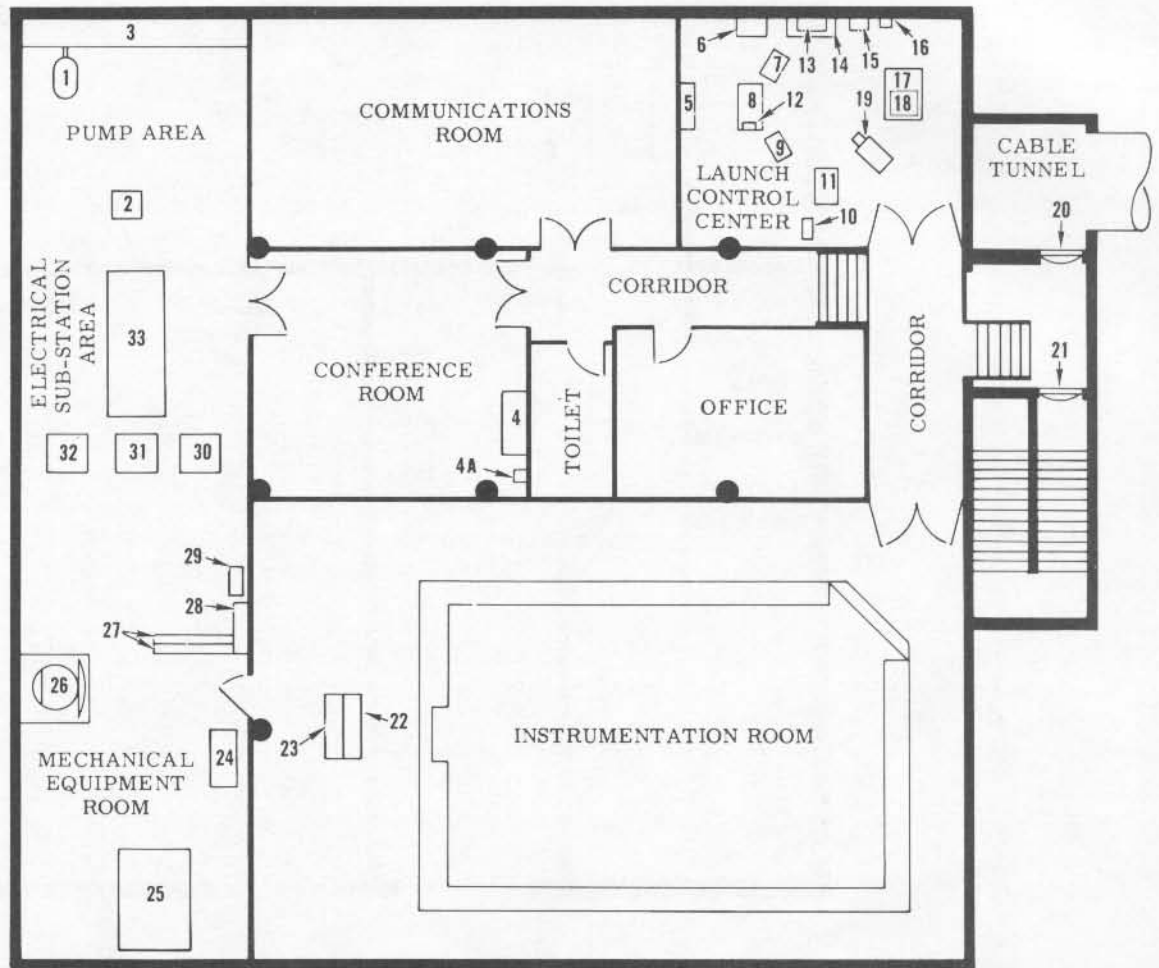 3
1
PUMP AREA
2
ELECTRICAL
SUB-STATION
AREA
33
32
31
30
29
28
27
26
24
MECHANICAL
EQUIPMENT
ROOM
25
COMMUNICATIONS
ROOM
CONFERENCE
ROOM
4
4A
TOILET
CORRIDOR
OFFICE
6
13
14
15
16
7
5
8
12
17
18
19
9
11
LAUNCH
CONTROL
CENTER
10
CORRIDOR
CABLE
TUNNEL
20
21
22
23
INSTRUMENTATION ROOM